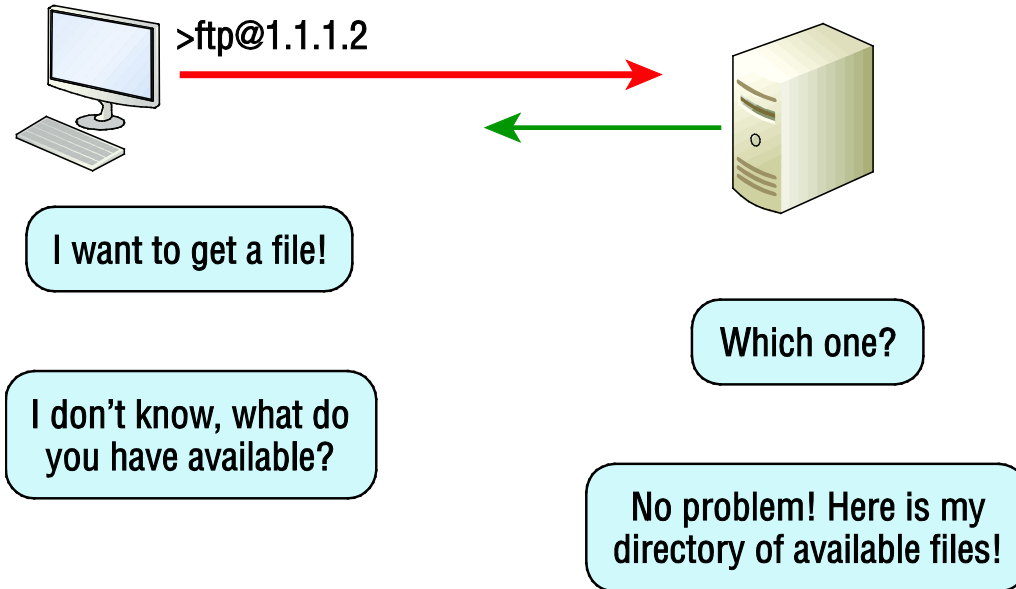 >ftp@1.1.1.2
I want to get a file!
Which one?
I don't know, what do
you have available?
No problem! Here is my
directory of available files!